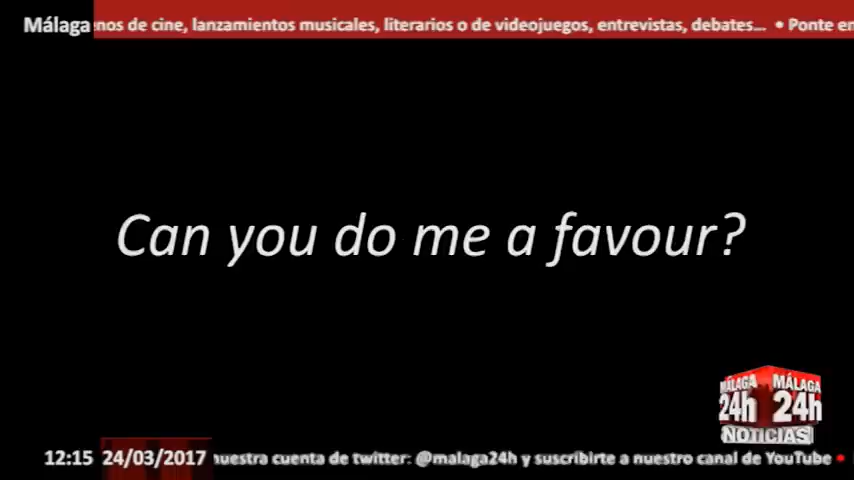 Málaga
nos de cine, lanzamientos musicales, literarios o de videojuegos, entrevistas, debates... • Ponte en
Can you do me a favour?
MÁLAGA MÁLAGA
24h 24h
NOTICIAS
12:15 24/03/2017 nuestra cuenta de twitter: @malaga24h y suscribirte a nuestro canal de YouTube •